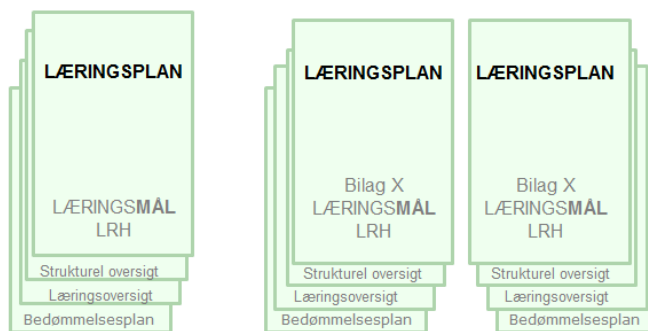 LÆRINGSPLAN
LÆRINGSMÅL
LRH
Strukturel oversigt
Læringsoversigt
Bedømmelsesplan
LÆRINGSPLAN
Bilag X
LÆRINGSMÅL
LRH
Strukturel oversigt
Læringsoversigt
Bedømmelsesplan
LÆRINGSPLAN
Bilag X
LÆRINGSMÅL
LRH
Strukturel oversigt
Læringsoversigt
Bedømmelsesplan